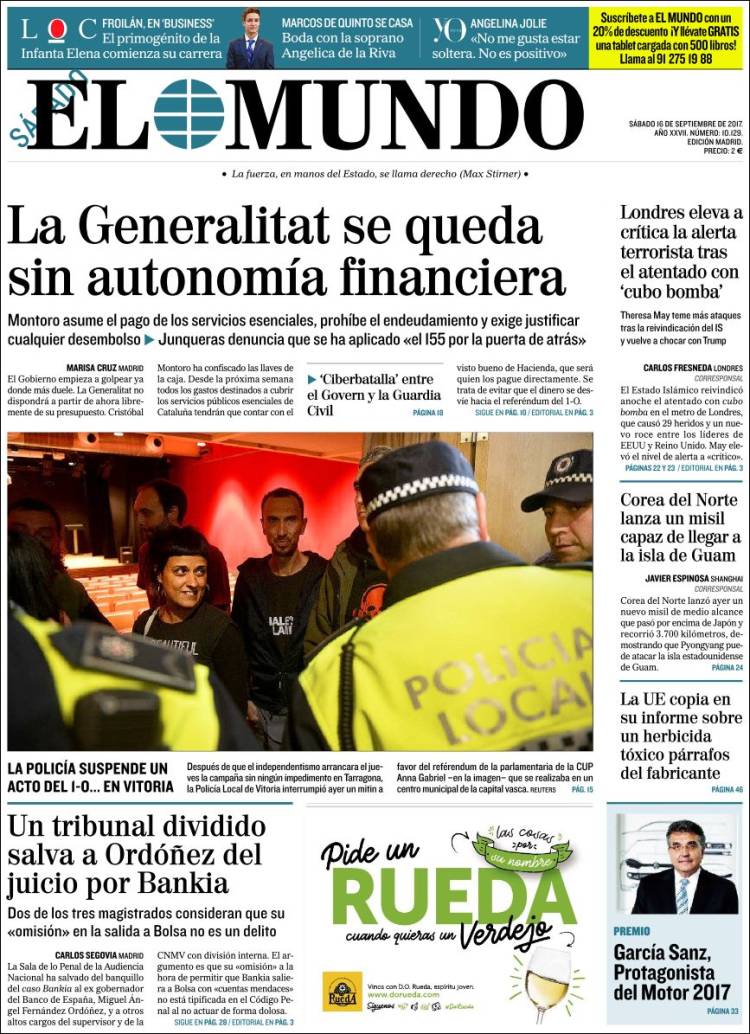 LOC
FROILÁN, EN 'BUSINESS'
El primogénito de la
Infanta Elena comienza su carrera
MARCOS DE QUINTO SE CASA
Boda con la soprano
Angelica de la Riva
YO
ANGELINA JOLIE
«No me gusta estar
soltera. No es positivo»
Suscríbete a EL MUNDO con un
20% de descuento ¡Y llévate GRATIS
una tablet cargada con 500 libros!
Llama al 91 275 19 88
SÁBADO
EL MUNDO
SÁBADO 16 DE SEPTIEMBRE DE 2017.
AÑO XXVII. NÚMERO: 10.129.
EDICIÓN MADRID.
PRECIO: 2 €
• La fuerza, en manos del Estado, se llama derecho (Max Stirner) •
La Generalitat se queda
sin autonomía financiera
Montoro asume el pago de los servicios esenciales, prohíbe el endeudamiento y exige justificar
cualquier desembolso ▶ Junqueras denuncia que se ha aplicado «el 155 por la puerta de atrás»
MARISA CRUZ MADRID
El Gobierno empieza a golpear ya
donde más duele. La Generalitat no
dispondrá a partir de ahora libre-
mente de su presupuesto. Cristóbal
Montoro ha confiscado las llaves de
la caja. Desde la próxima semana
todos los gastos destinados a cubrir
los servicios públicos esenciales de
Cataluña tendrán que contar con el
▶ 'Ciberbatalla' entre
el Govern y la Guardia
Civil
PÁGINA 18
visto bueno de Hacienda, que será
quien los pague directamente. Se
trata de evitar que el dinero se des-
víe hacia el referéndum del 1-O.
SIGUE EN PÁG. 10 / EDITORIAL EN PÁG. 3
POLICIA
LOCAL
LA POLICÍA SUSPENDE UN
ACTO DEL 1-O... EN VITORIA
Después de que el independentismo arrancara el jue-
ves la campaña sin ningún impedimento en Tarragona,
la Policía Local de Vitoria interrumpió ayer un mitin a
favor del referéndum de la parlamentaria de la CUP
Anna Gabriel –en la imagen– que se realizaba en un
centro municipal de la capital vasca. REUTERS
PÁG. 15
Un tribunal dividido
salva a Ordóñez del
juicio por Bankia
Dos de los tres magistrados consideran que su
«omisión» en la salida a Bolsa no es un delito
CARLOS SEGOVIA MADRID
La Sala de lo Penal de la Audiencia
Nacional ha salvado del banquillo
del caso Bankia al ex gobernador
del Banco de España, Miguel Án-
gel Fernández Ordóñez, y a otros
altos cargos del supervisor y de la
CNMV con división interna. El ar-
gumento es que su «omisión» a la
hora de permitir que Bankia salie-
ra a Bolsa con «cuentas mendaces»
no está tipificada en el Código Pe-
nal al no actuar de forma dolosa.
SIGUE EN PÁG. 28 / EDITORIAL EN PÁG. 3
las cosas
por
su nombre
Pide un
RUEDA
cuando quieras un Verdejo
RUEDA
Vinos con D.O. Rueda, espíritu joven.
www.dorueda.com
Síguenos
Londres eleva a
crítica la alerta
terrorista tras
el atentado con
'cubo bomba'
Theresa May teme más ataques
tras la reivindicación del IS
y vuelve a chocar con Trump
CARLOS FRESNEDA LONDRES
CORRESPONSAL
El Estado Islámico reivindicó
anoche el atentado con cubo
bomba en el metro de Londres,
que causó 29 heridos y un nue-
vo roce entre los líderes de
EEUU y Reino Unido. May ele-
vó el nivel de alerta a «crítico».
PÁGINAS 22 Y 23 / EDITORIAL EN PÁG. 3
Corea del Norte
lanza un misil
capaz de llegar a
la isla de Guam
JAVIER ESPINOSA SHANGHAI
CORRESPONSAL
Corea del Norte lanzó ayer un
nuevo misil de medio alcance
que pasó por encima de Japón y
recorrió 3.700 kilómetros, de-
mostrando que Pyongyang pue-
de atacar la isla estadounidense
de Guam.
PÁGINA 24
La UE copia en
su informe sobre
un herbicida
tóxico párrafos
del fabricante
PÁGINA 46
PREMIO
García Sanz,
Protagonista
del Motor 2017
PÁGINA 33